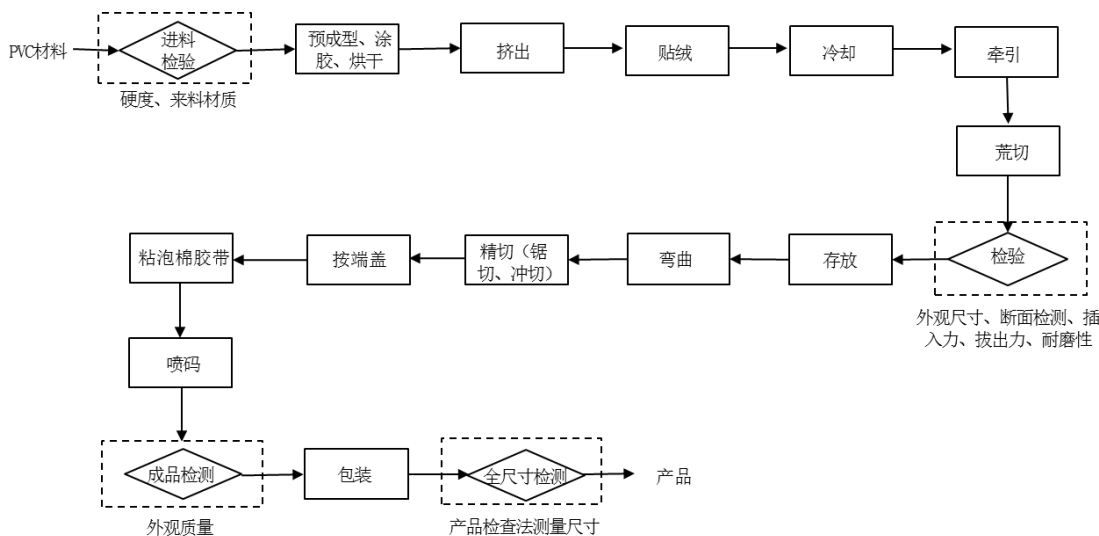 PVC材料
进料
检验
硬度、来料材质
预成型、涂
胶、烘干
挤出
贴绒
冷却
牵引
荒切
检验
外观尺寸、断面检测、插
入力、拔出力、耐磨性
存放
弯曲
精切（锯
切、冲切）
按端盖
粘泡棉胶带
喷码
成品检测
外观质量
包装
全尺寸检测
产品检查法测量尺寸
产品